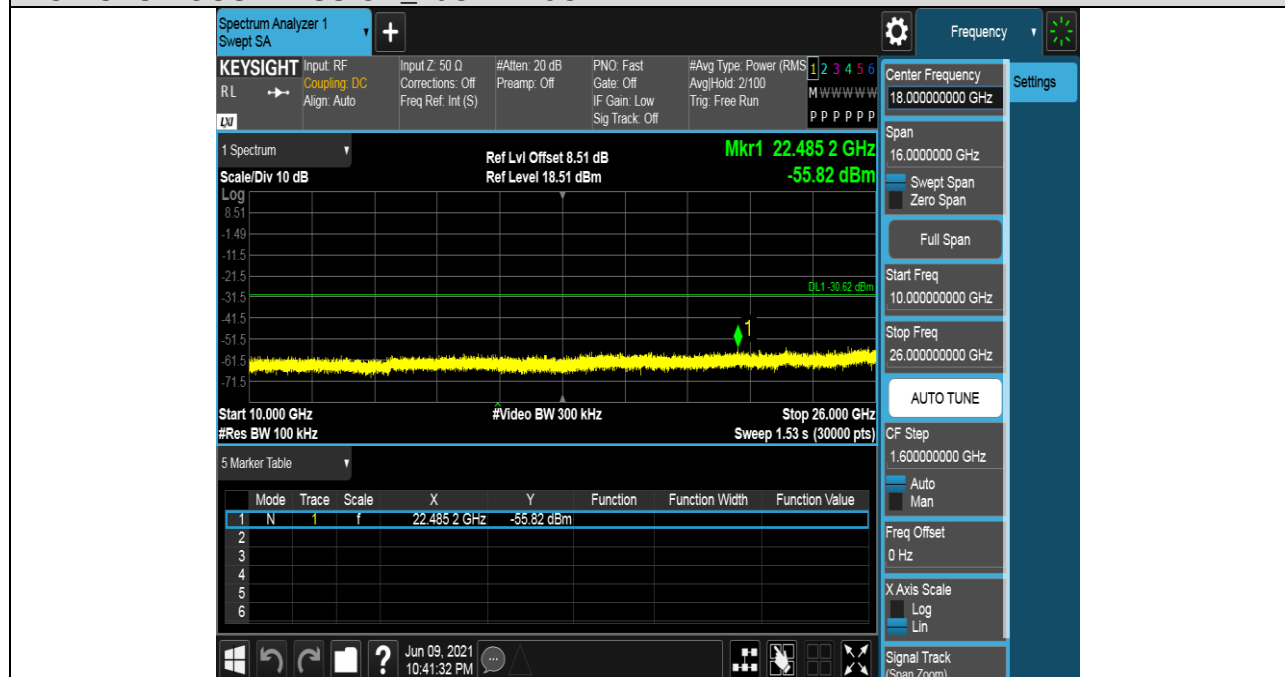 Spectrum Analyzer 1
Swept SA
+
Frequency
KEYSIGHT
RL
LXI
Input: RF
Coupling: DC
Align: Auto
Input Z: 50 Ω
Corrections: Off
Freq Ref: Int (S)
#Atten: 20 dB
Preamp: Off
PNO: Fast
Gate: Off
IF Gain: Low
Sig Track: Off
#Avg Type: Power (RMS
Avg|Hold: 2/100
Trig: Free Run
1 2 3 4 5 6
M W W W W W
P P P P P P
Center Frequency
18.000000000 GHz
Settings
1 Spectrum
Ref Lvl Offset 8.51 dB
Mkr1 22.485 2 GHz
Scale/Div 10 dB
Ref Level 18.51 dBm
-55.82 dBm
Log
8.51
-1.49
-11.5
-21.5
-31.5
-41.5
-51.5
-61.5
-71.5
DL1 -30.62 dBm
1
Start 10.000 GHz
#Video BW 300 kHz
Stop 26.000 GHz
#Res BW 100 kHz
Sweep 1.53 s (30000 pts)
Span
16.0000000 GHz
Swept Span
Zero Span
Full Span
Start Freq
10.000000000 GHz
Stop Freq
26.000000000 GHz
AUTO TUNE
CF Step
1.600000000 GHz
Auto
Man
Freq Offset
0 Hz
X Axis Scale
Log
Lin
Signal Track
(Span Zoom)
5 Marker Table
Mode Trace Scale X Y Function Function Width Function Value
1 N 1 f 22.485 2 GHz -55.82 dBm
2
3
4
5
6
?
Jun 09, 2021
10:41:32 PM